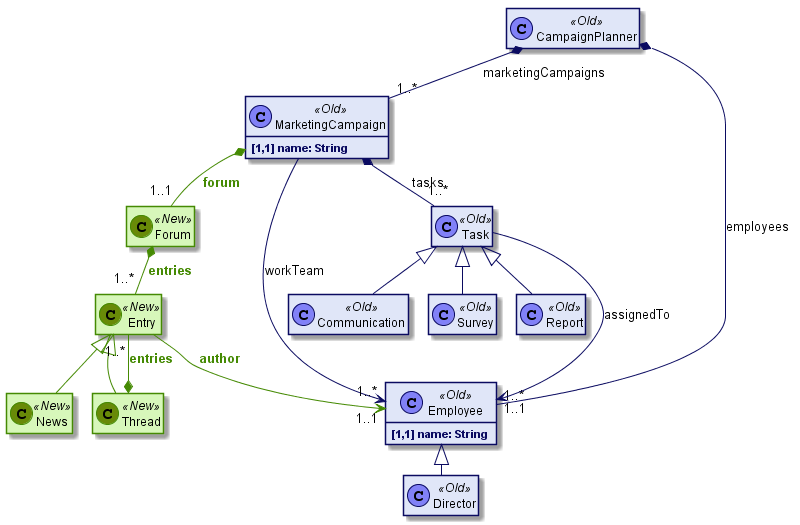 C «Old»
CampaignPlanner
marketingCampaigns
1..*
C «Old»
MarketingCampaign
[1,1] name: String
forum
1..1
tasks
1..*
C «New»
Forum
C «Old»
Task
employees
entries
1..*
workTeam
C «New»
Entry
C «Old»
Communication
C «Old»
Survey
C «Old»
Report
assignedTo
1..*
entries
author
C «New»
News
C «New»
Thread
1..*
1..1
C «Old»
Employee
1..*
1..1
[1,1] name: String
C «Old»
Director